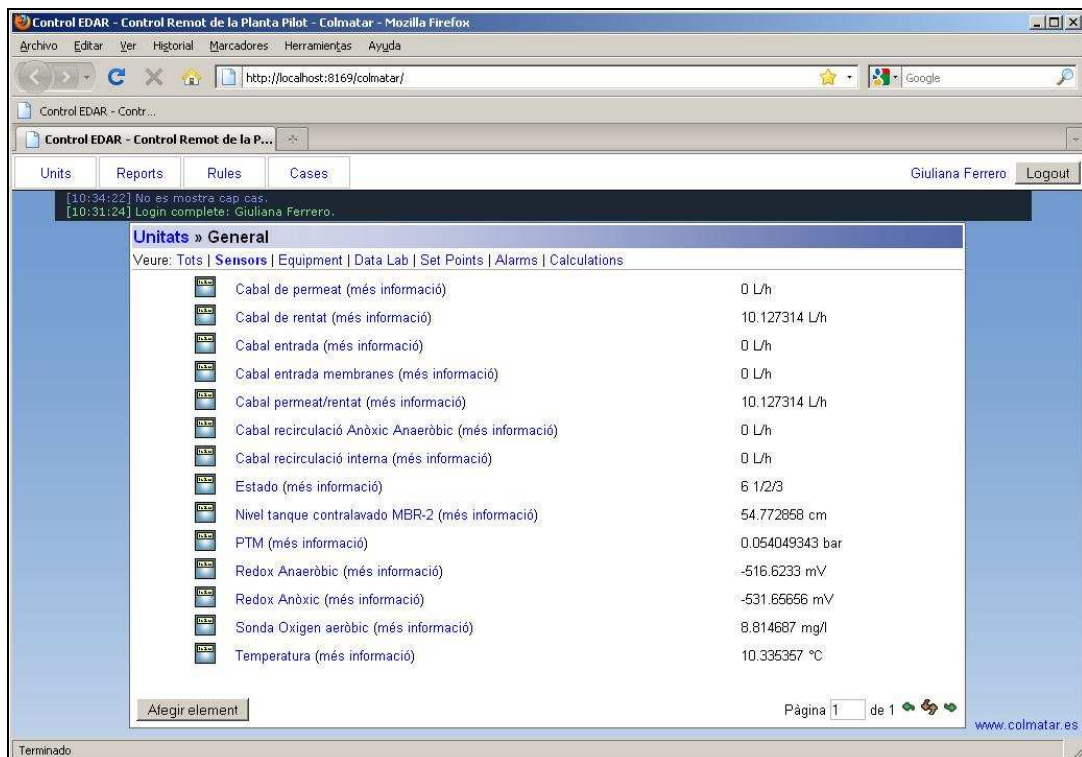 Control EDAR - Control Remot de la Planta Pilot - Colmatar - Mozilla Firefox
Archivo Editar Ver Historial Marcadores Herramientas Ayuda
http://localhost:8169/colmatar/
Google
Control EDAR - Contr...
Control EDAR - Control Remot de la P...
Units Reports Rules Cases Giuliana Ferrero Logout
[10:34:22] No es mostra cap cas.
[10:31:24] Login complete: Giuliana Ferrero.
Unitats » General
Veure: Tots | Sensors | Equipment | Data Lab | Set Points | Alarms | Calculations
Cabal de permeat (més informació) 0 L/h
Cabal de rentat (més informació) 10.127314 L/h
Cabal entrada (més informació) 0 L/h
Cabal entrada membranes (més informació) 0 L/h
Cabal permeat/rentat (més informació) 10.127314 L/h
Cabal recirculació Anòxic Anaeròbic (més informació) 0 L/h
Cabal recirculació interna (més informació) 0 L/h
Estado (més informació) 6 1/2/3
Nivel tanque contralavado MBR-2 (més informació) 54.772858 cm
PTM (més informació) 0.054049343 bar
Redox Anaeròbic (més informació) -516.6233 mV
Redox Anòxic (més informació) -531.65656 mV
Sonda Oxigen aeròbic (més informació) 8.814687 mg/l
Temperatura (més informació) 10.335357 °C
Afegir element Pàgina 1 de 1
www.colmatar.es
Terminado